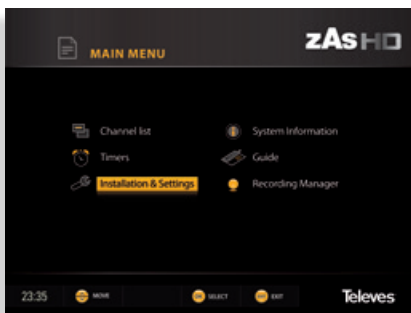 zAs HD
MAIN MENU
Channel list
System Information
Timers
Guide
Installation & Settings
Recording Manager
23:35 MOVE OK SELECT EXIT Televes